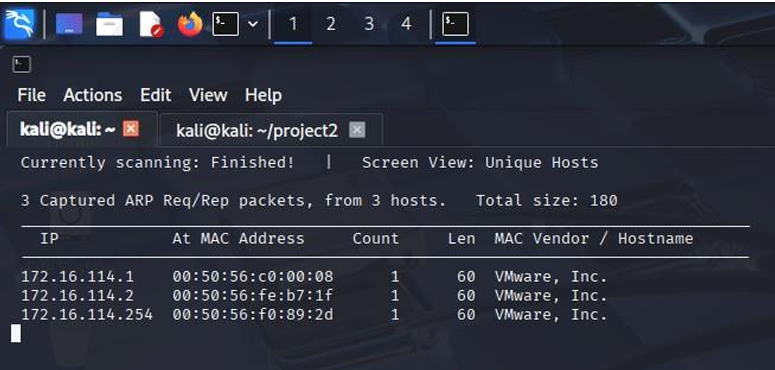 1 2 3 4
File Actions Edit View Help
kali@kali: ~ kali@kali: ~/project2
Currently scanning: Finished! | Screen View: Unique Hosts
3 Captured ARP Req/Rep packets, from 3 hosts. Total size: 180
IP At MAC Address Count Len MAC Vendor / Hostname
172.16.114.1 00:50:56:c0:00:08 1 60 VMware, Inc.
172.16.114.2 00:50:56:fe:b7:1f 1 60 VMware, Inc.
172.16.114.254 00:50:56:f0:89:2d 1 60 VMware, Inc.